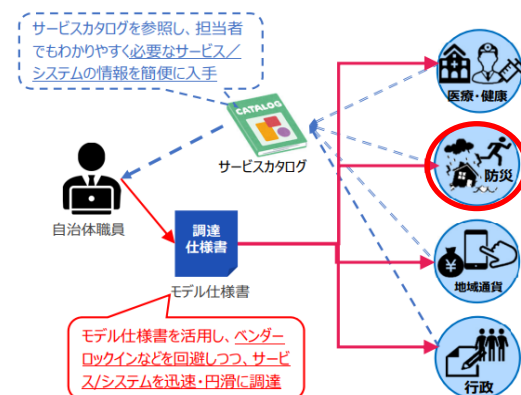 サービスカタログを参照し、担当者
でもわかりやすく必要なサービス／
システムの情報を簡便に入手
CATALOG
サービスカタログ
自治体職員
調達
仕様書
モデル仕様書
モデル仕様書を活用し、ベンダー
ロックインなどを回避しつつ、サービ
ス/システムを迅速・円滑に調達
医療・健康
防災
¥
地域通貨
行政